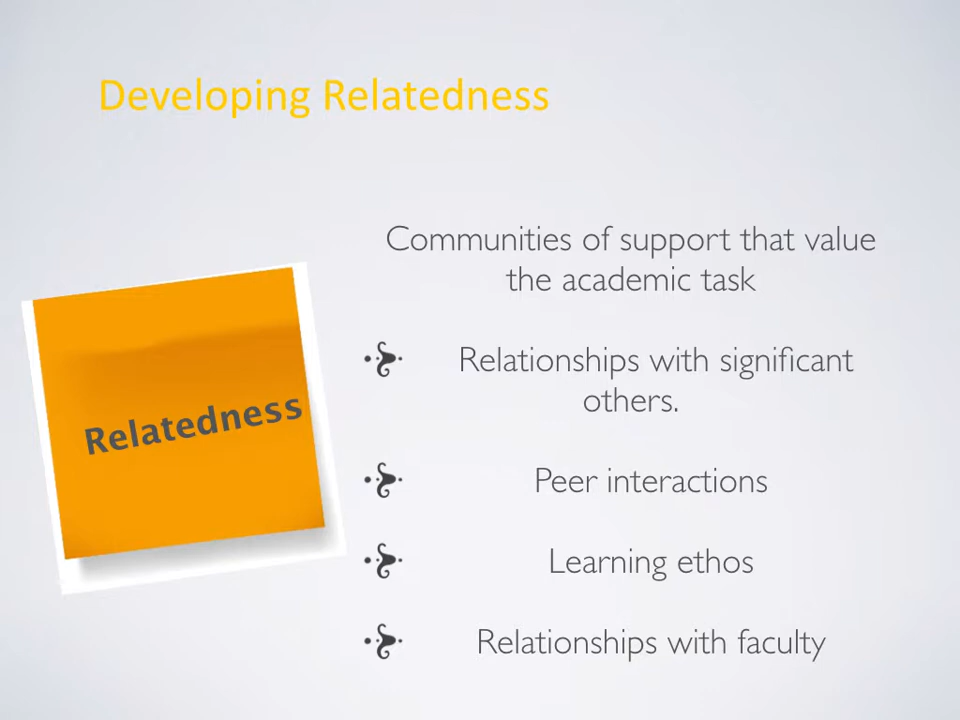 Developing Relatedness
Communities of support that value
the academic task
Relatedness
Relationships with significant
others.
Peer interactions
Learning ethos
Relationships with faculty